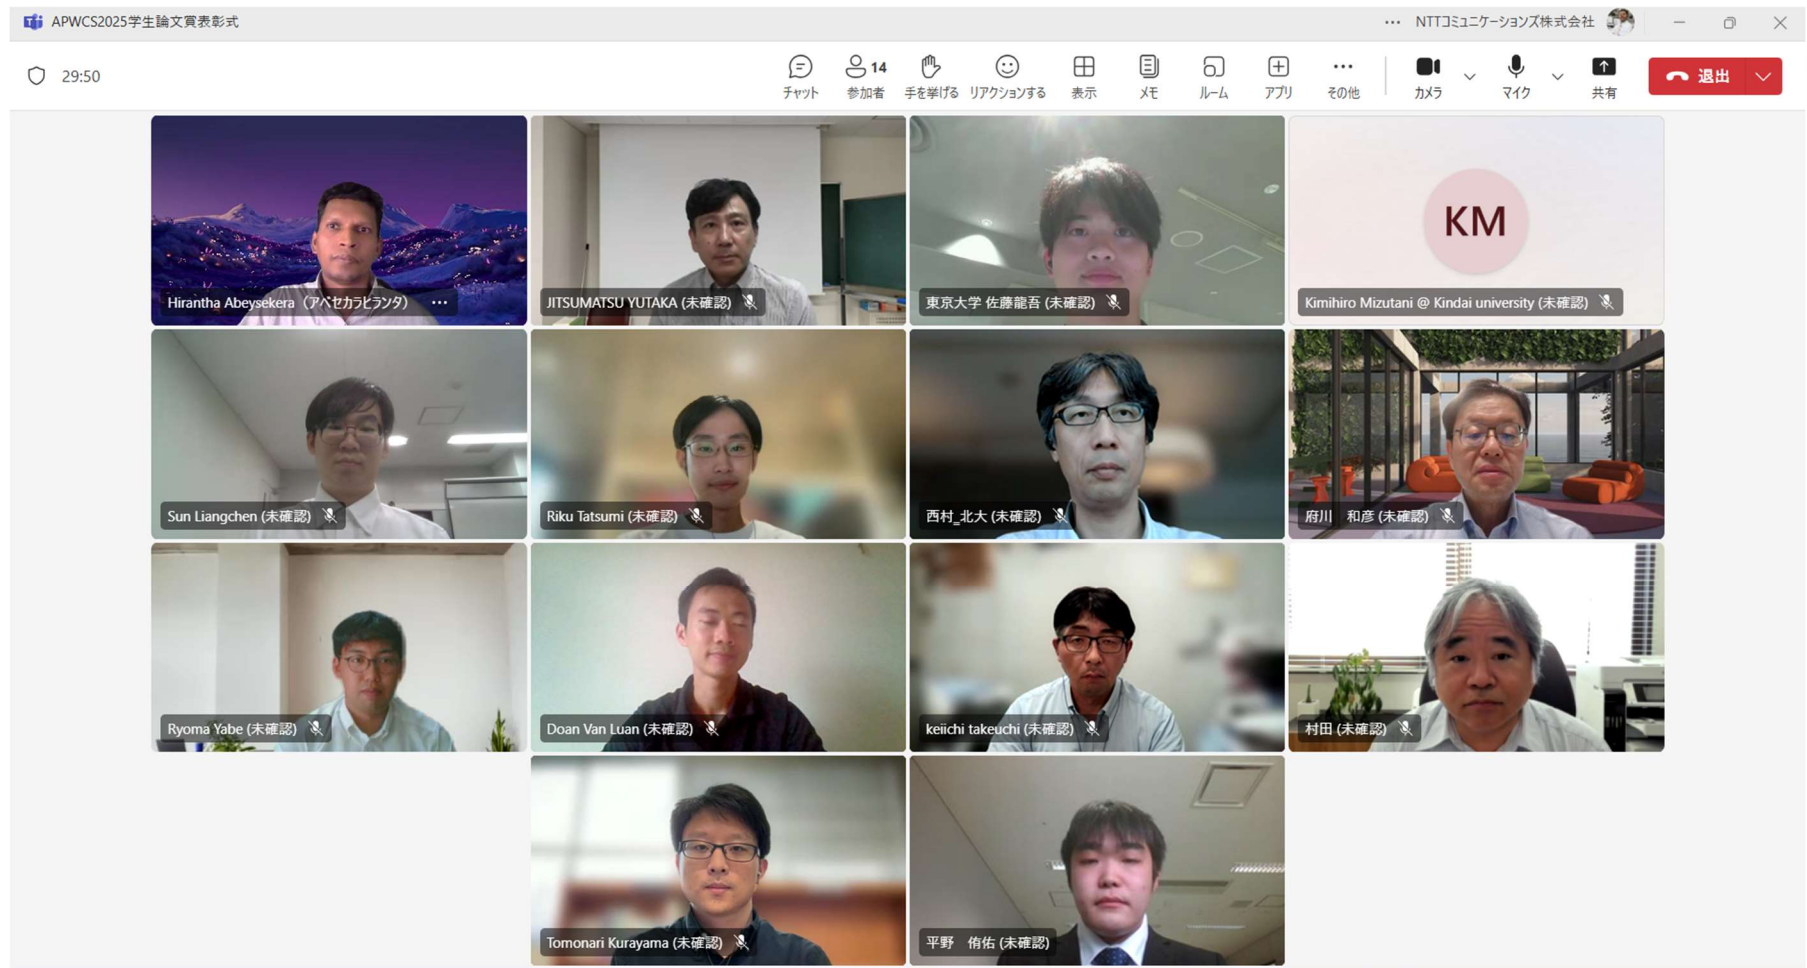 APWCS2025学生論文賞表彰式
… NTTコミュニケーションズ株式会社
29:50
チャット
14
参加者
手を挙げる
リアクションする
表示
メモ
ルーム
アプリ
その他
カメラ
マイク
共有
退出
Hirantha Abeysekera（アベセカラヒランタ） …
JITSUMATSU YUTAKA (未確認)
東京大学 佐藤龍吾 (未確認)
KM
Kimihiro Mizutani @ Kindai university (未確認)
Sun Liangchen (未確認)
Riku Tatsumi (未確認)
西村_北大 (未確認)
府川　和彦 (未確認)
Ryoma Yabe (未確認)
Doan Van Luan (未確認)
keiichi takeuchi (未確認)
村田 (未確認)
Tomonari Kurayama (未確認)
平野　侑佑 (未確認)